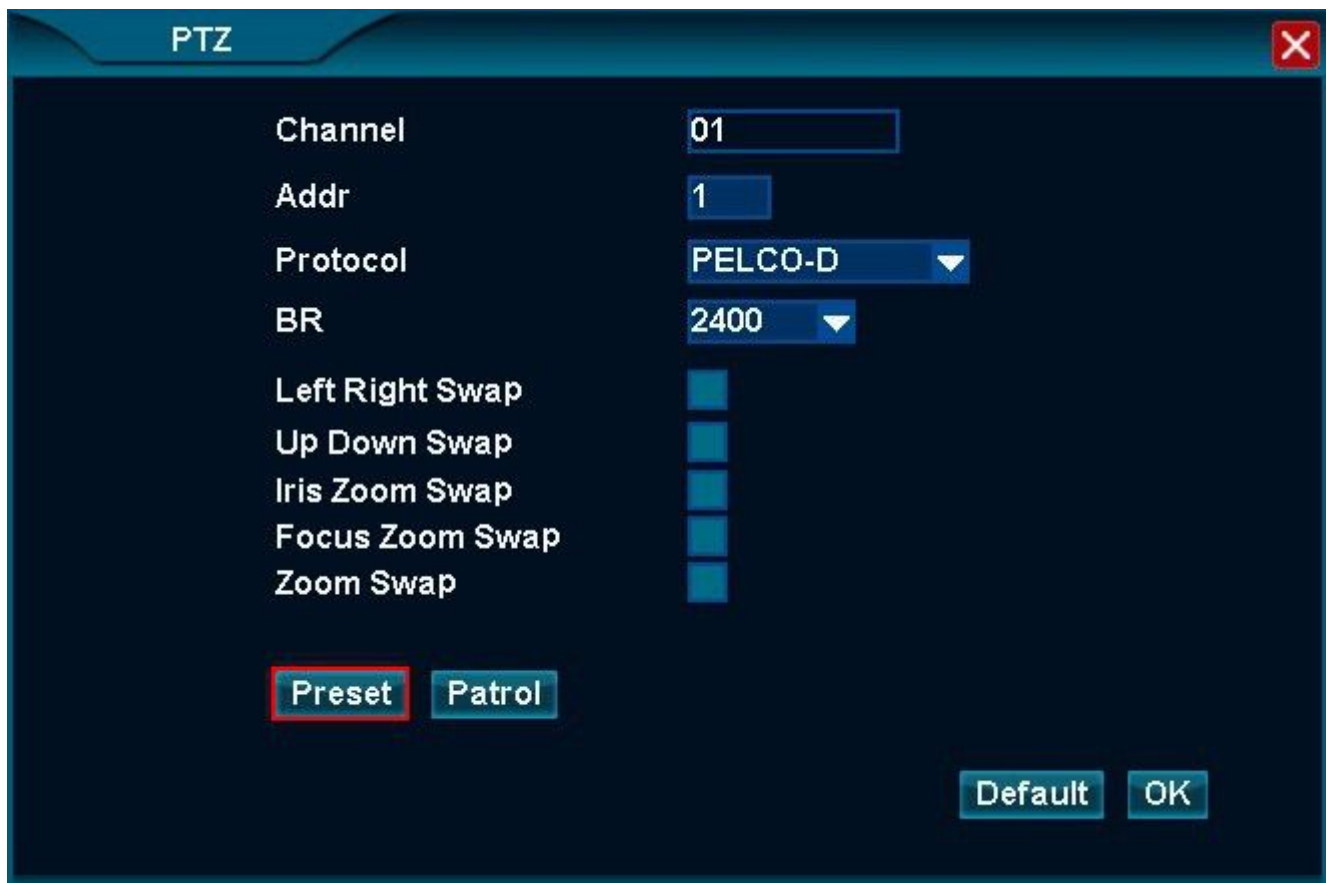 PTZ
Channel 01
Addr 1
Protocol PELCO-D
BR 2400
Left Right Swap
Up Down Swap
Iris Zoom Swap
Focus Zoom Swap
Zoom Swap
Preset Patrol
Default OK